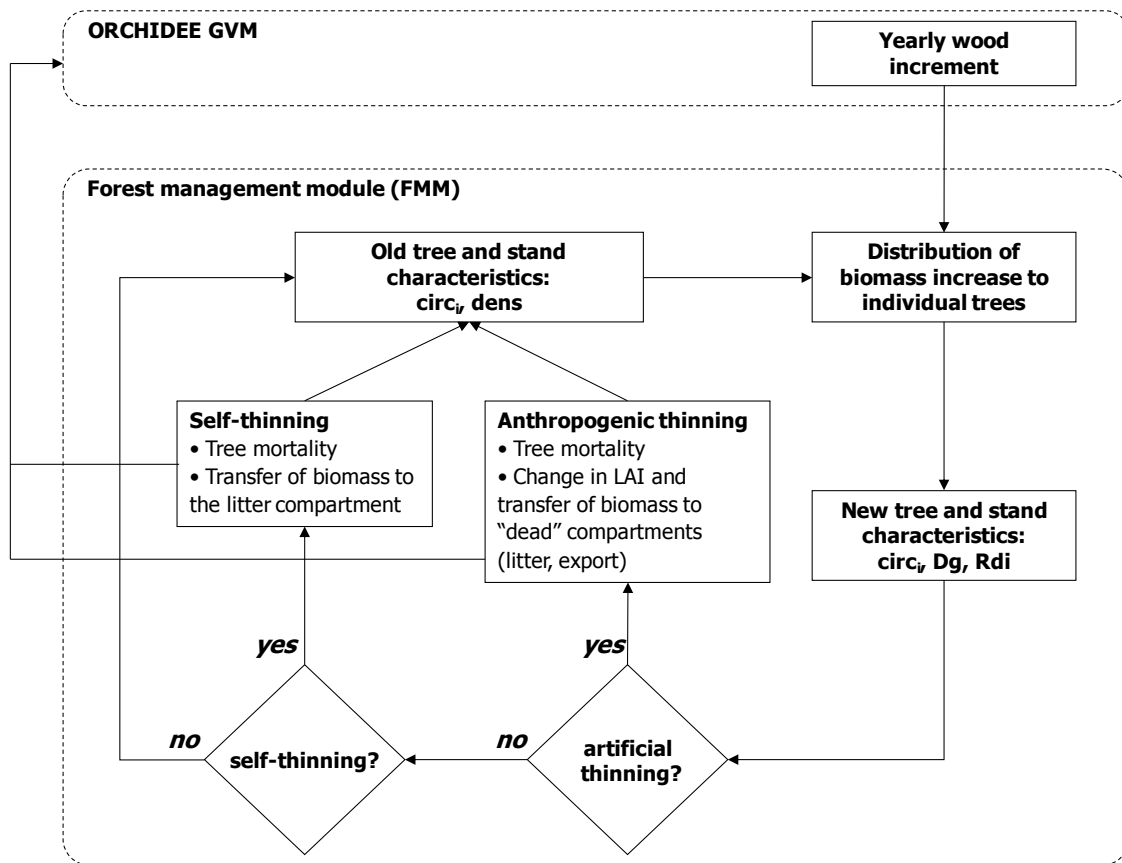 ORCHIDEE GVM
Yearly wood
increment
Forest management module (FMM)
Old tree and stand
characteristics:
circi, dens
Distribution of
biomass increase to
individual trees
Self-thinning
• Tree mortality
• Transfer of biomass to
the litter compartment
Anthropogenic thinning
• Tree mortality
• Change in LAI and
transfer of biomass to
“dead” compartments
(litter, export)
New tree and stand
characteristics:
circi, Dg, Rdi
yes
yes
no
self-thinning?
no
artificial
thinning?